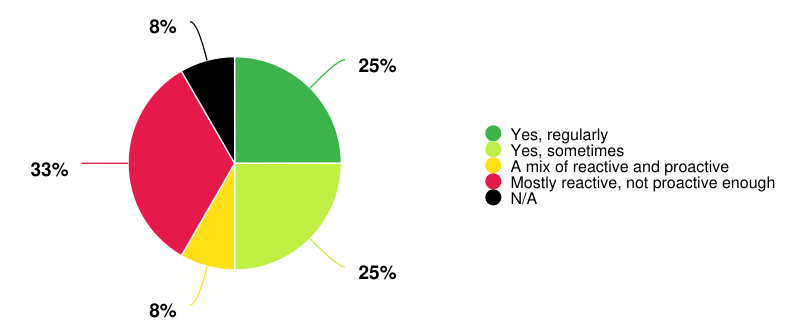 8%
25%
33%
25%
8%
Yes, regularly
Yes, sometimes
A mix of reactive and proactive
Mostly reactive, not proactive enough
N/A